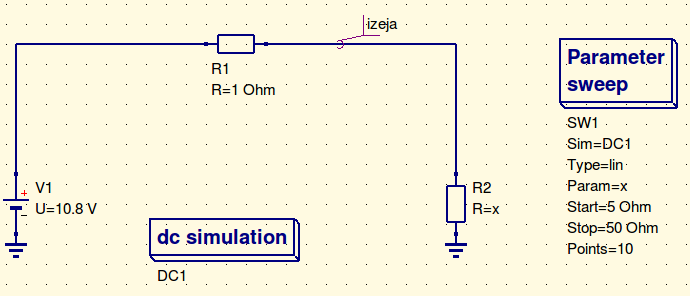 izeja
R1
R=1 Ohm
V1
U=10.8 V
R2
R=x
dc simulation
DC1
Parameter
sweep
SW1
Sim=DC1
Type=lin
Param=x
Start=5 Ohm
Stop=50 Ohm
Points=10